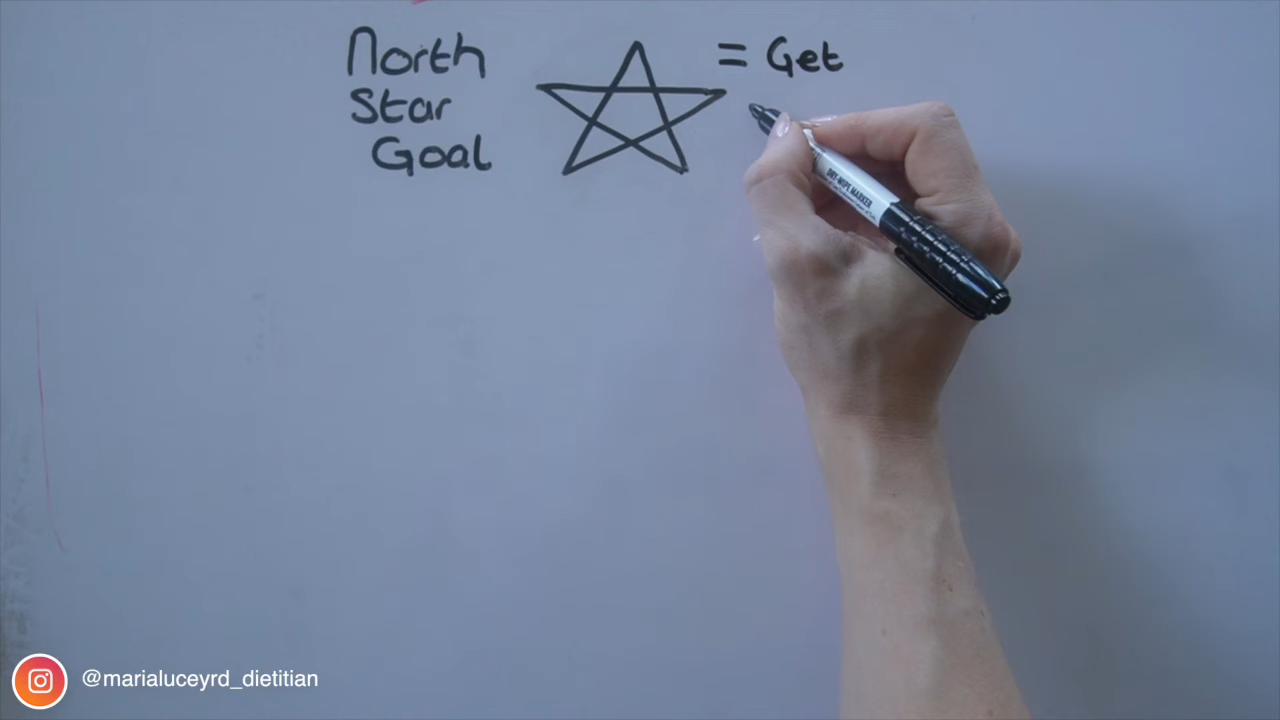 North
Star
Goal
= Get
DRY-WIPE MARKER
@marialuceyrd_dietitian